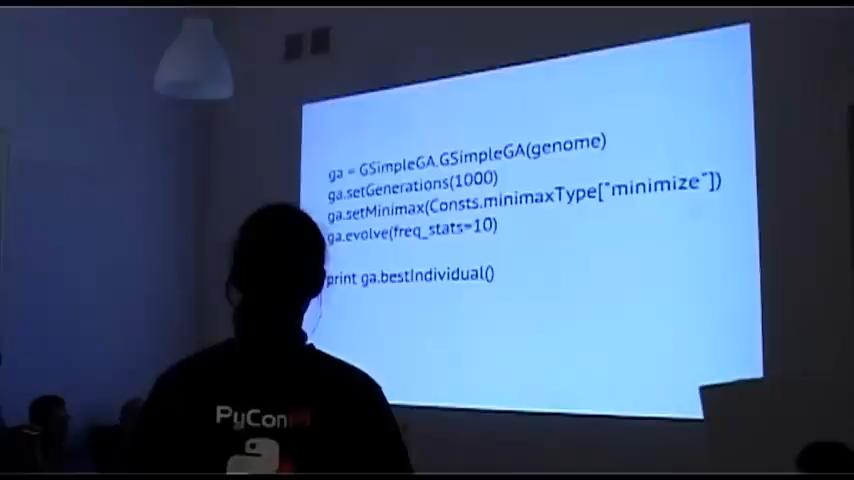 ga = GSimpleGA.GSimpleGA(genome)
ga.setGenerations(1000)
ga.setMinimax(Consts.minimaxType["minimize"])
ga.evolve(freq_stats=10)
print ga.bestIndividual()
PyConPL